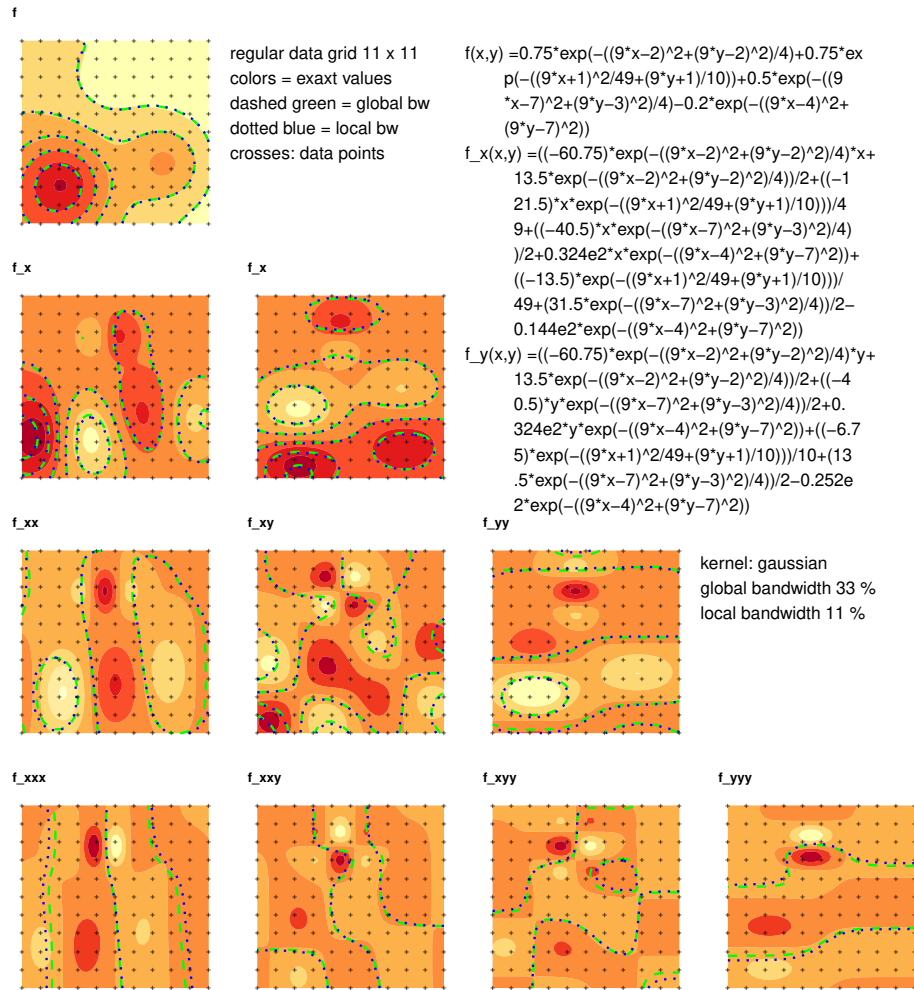 f
regular data grid 11 x 11
colors = exaxt values
dashed green = global bw
dotted blue = local bw
crosses: data points
f(x,y) =0.75*exp(−((9*x−2)^2+(9*y−2)^2)/4)+0.75*ex
p(−((9*x+1)^2/49+(9*y+1)/10))+0.5*exp(−((9
*x−7)^2+(9*y−3)^2)/4)−0.2*exp(−((9*x−4)^2+
(9*y−7)^2))
f_x(x,y) =((−60.75)*exp(−((9*x−2)^2+(9*y−2)^2)/4)*x+
13.5*exp(−((9*x−2)^2+(9*y−2)^2)/4))/2+((−1
21.5)*x*exp(−((9*x+1)^2/49+(9*y+1)/10)))/4
9+((−40.5)*x*exp(−((9*x−7)^2+(9*y−3)^2)/4)
)/2+0.324e2*x*exp(−((9*x−4)^2+(9*y−7)^2))+
((−13.5)*exp(−((9*x+1)^2/49+(9*y+1)/10)))/
49+(31.5*exp(−((9*x−7)^2+(9*y−3)^2)/4))/2−
0.144e2*exp(−((9*x−4)^2+(9*y−7)^2))
f_y(x,y) =((−60.75)*exp(−((9*x−2)^2+(9*y−2)^2)/4)*y+
13.5*exp(−((9*x−2)^2+(9*y−2)^2)/4))/2+((−4
0.5)*y*exp(−((9*x−7)^2+(9*y−3)^2)/4))/2+0.
324e2*y*exp(−((9*x−4)^2+(9*y−7)^2))+((−6.7
5)*exp(−((9*x+1)^2/49+(9*y+1)/10)))/10+(13
.5*exp(−((9*x−7)^2+(9*y−3)^2)/4))/2−0.252e
2*exp(−((9*x−4)^2+(9*y−7)^2))
f_x
f_x
f_xx
f_xy
f_yy
kernel: gaussian
global bandwidth 33 %
local bandwidth 11 %
f_xxx
f_xxy
f_xyy
f_yyy